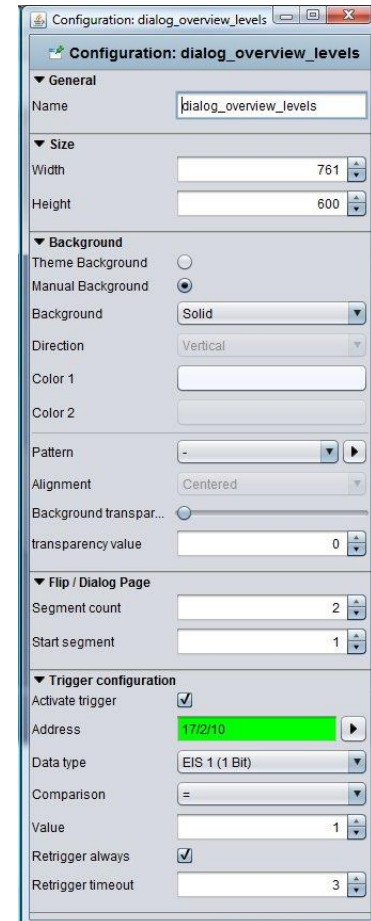 Configuration: dialog_overview_levels
Configuration: dialog_overview_levels
General
Name dialog_overview_levels
Size
Width 761
Height 600
Background
Theme Background
Manual Background
Background Solid
Direction Vertical
Color 1
Color 2
Pattern -
Alignment Centered
Background transpar...
transparency value 0
Flip / Dialog Page
Segment count 2
Start segment 1
Trigger configuration
Activate trigger
Address 17/2/10
Data type EIS 1 (1 Bit)
Comparison =
Value 1
Retrigger always
Retrigger timeout 3